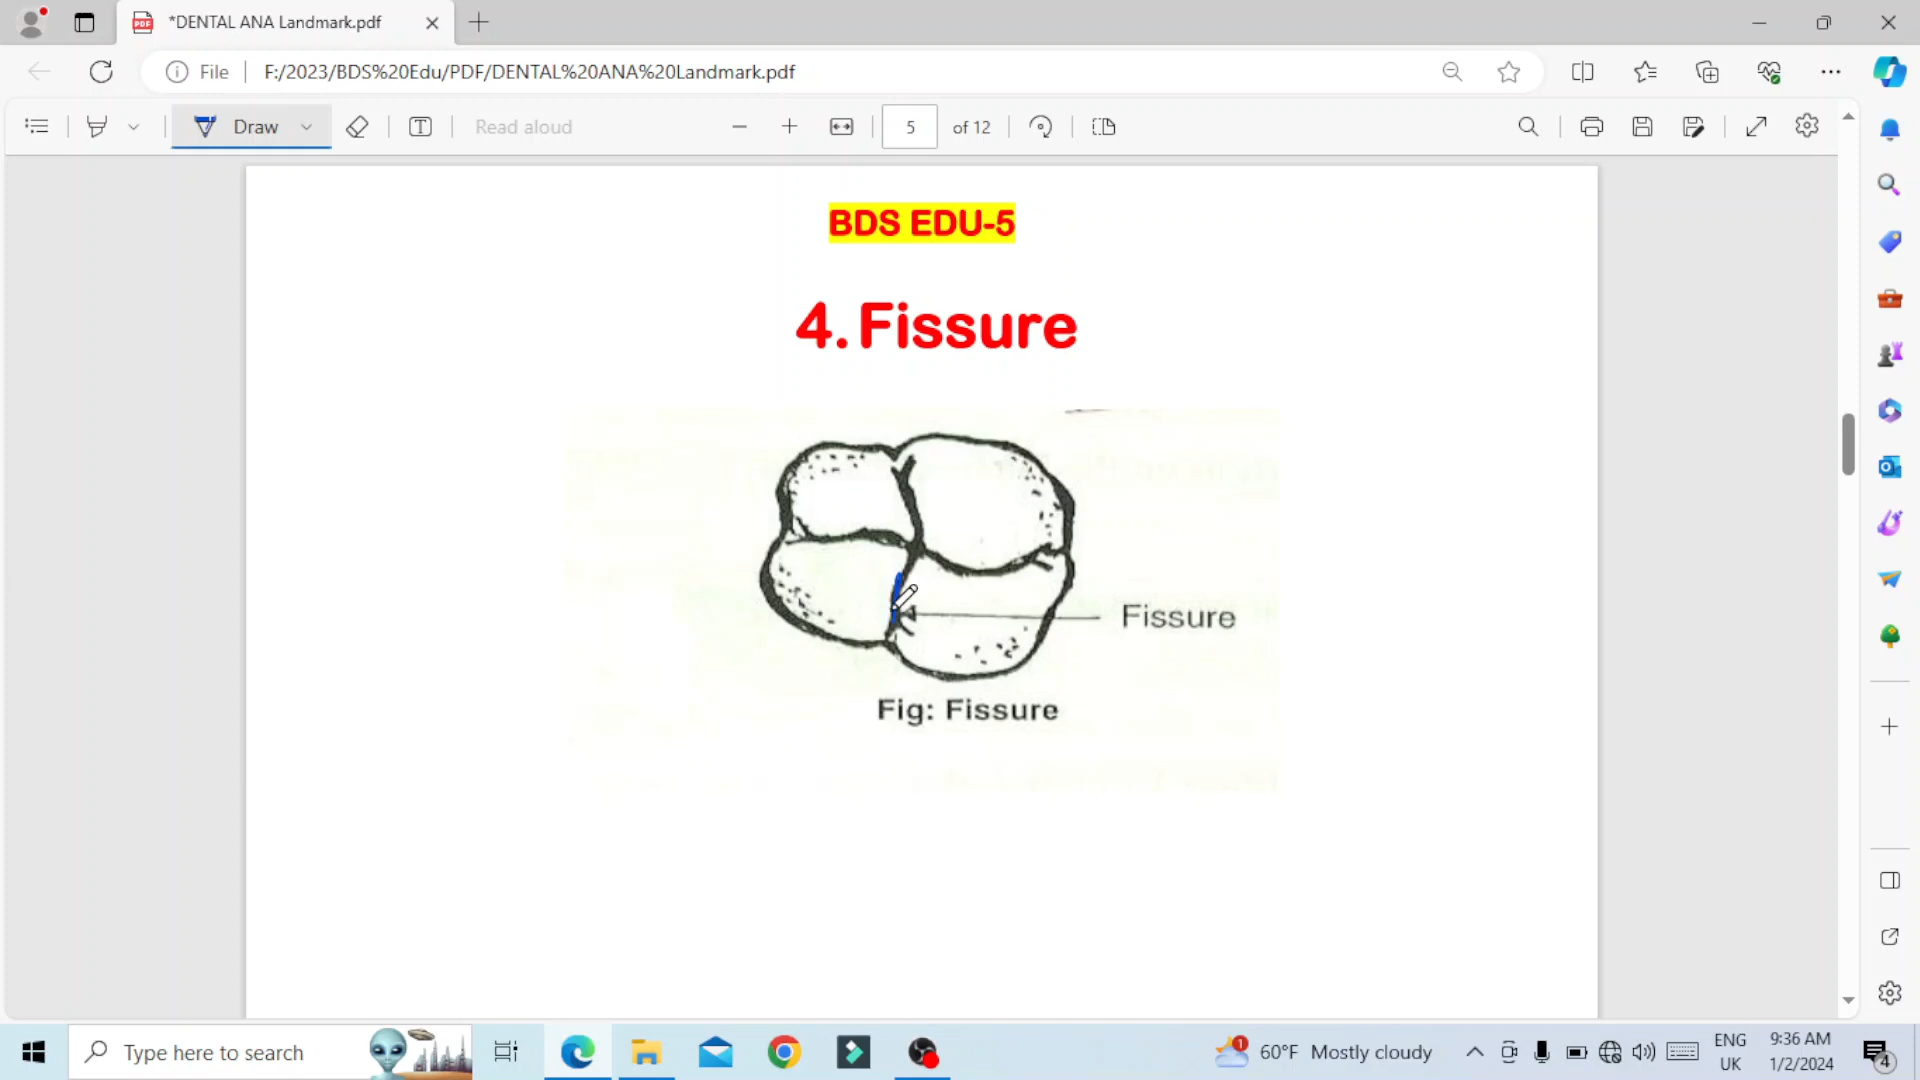 *DENTAL ANA Landmark.pdf
File
F:/2023/BDS%20Edu/PDF/DENTAL%20ANA%20Landmark.pdf
Draw
Read aloud
5 of 12
BDS EDU-5
4. Fissure
Fissure
Fig: Fissure
Type here to search
1
60°F Mostly cloudy
ENG
UK
9:36 AM
1/2/2024
4